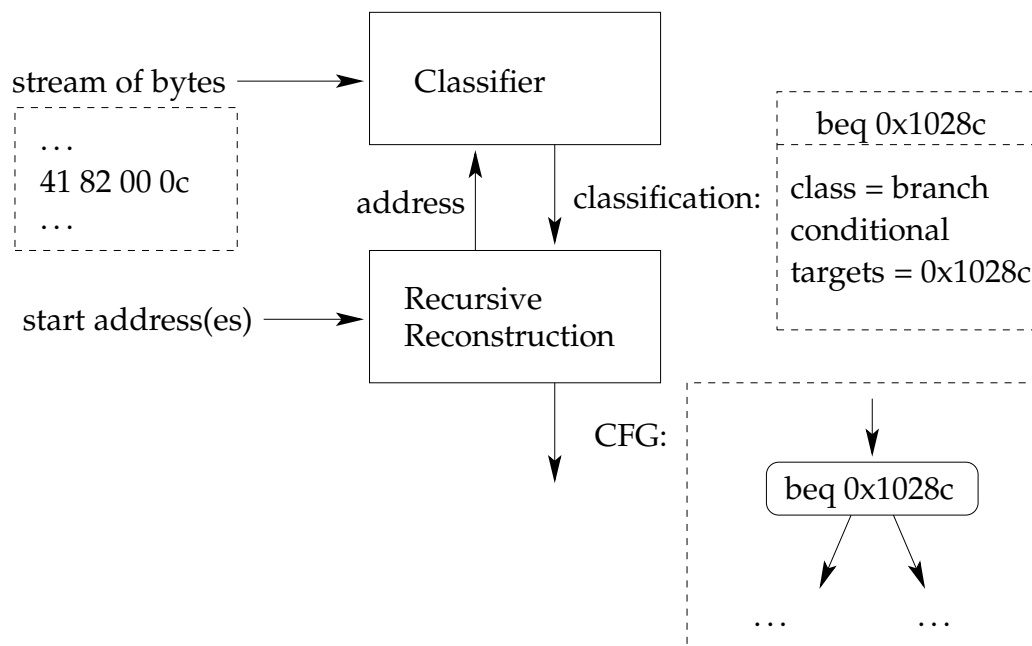 stream of bytes
...
41 82 00 0c
...
Classifier
address
classification:
beq 0x1028c
class = branch
conditional
targets = 0x1028c
start address(es)
Recursive
Reconstruction
CFG:
beq 0x1028c
... ...